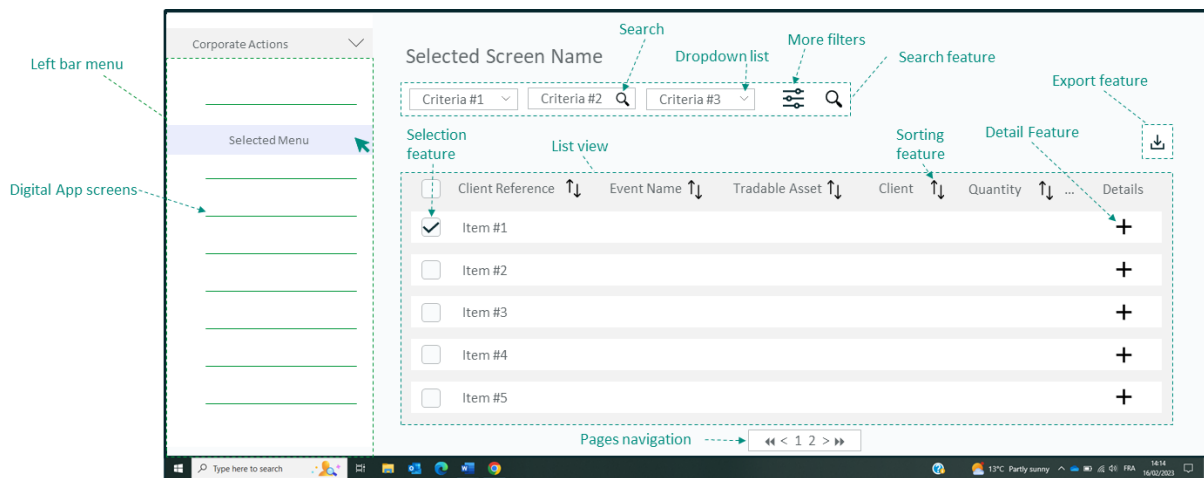 Corporate Actions
Left bar menu
Selected Menu
Digital App screens
Selected Screen Name
Search
Dropdown list
More filters
Search feature
Export feature
Criteria #1
Criteria #2
Criteria #3
Selection
feature
List view
Sorting
feature
Detail Feature
Client Reference Event Name Tradable Asset Client Quantity ... Details
Item #1
Item #2
Item #3
Item #4
Item #5
Pages navigation
< 1 2 >
Type here to search
13°C Partly sunny
FRA
14:14
16/02/2023